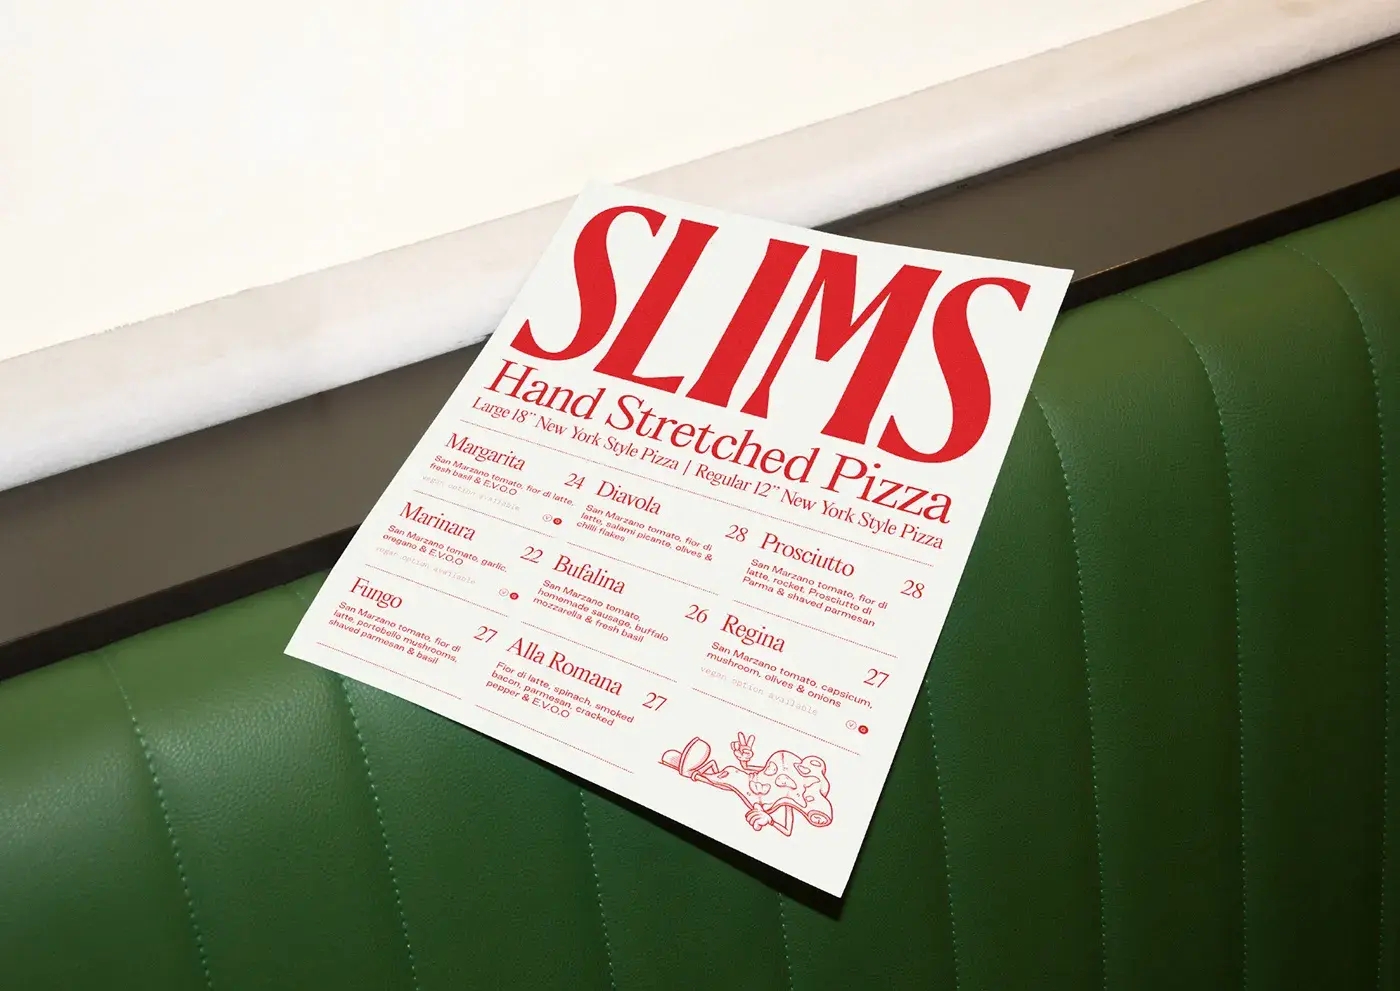 SLIMS
Hand Stretched Pizza
Large 18" New York Style Pizza | Regular 12" New York Style Pizza
Margarita 24
San Marzano tomato, fior di latte,
fresh basil & E.V.O.O
vegan option available
V
Marinara 22
San Marzano tomato, garlic,
oregano & E.V.O.O
vegan option available
V
Fungo 27
San Marzano tomato, fior di
latte, portobello mushrooms,
shaved parmesan & basil
Diavola 28
San Marzano tomato, fior di
latte, salami picante, olives &
chilli flakes
Bufalina 26
San Marzano tomato,
homemade sausage, buffalo
mozzarella & fresh basil
Alla Romana 27
Fior di latte, spinach, smoked
bacon, parmesan, cracked
pepper & E.V.O.O
Prosciutto 28
San Marzano tomato, fior di
latte, rocket, Prosciutto di
Parma & shaved parmesan
Regina 27
San Marzano tomato, capsicum,
mushroom, olives & onions
vegan option available
V